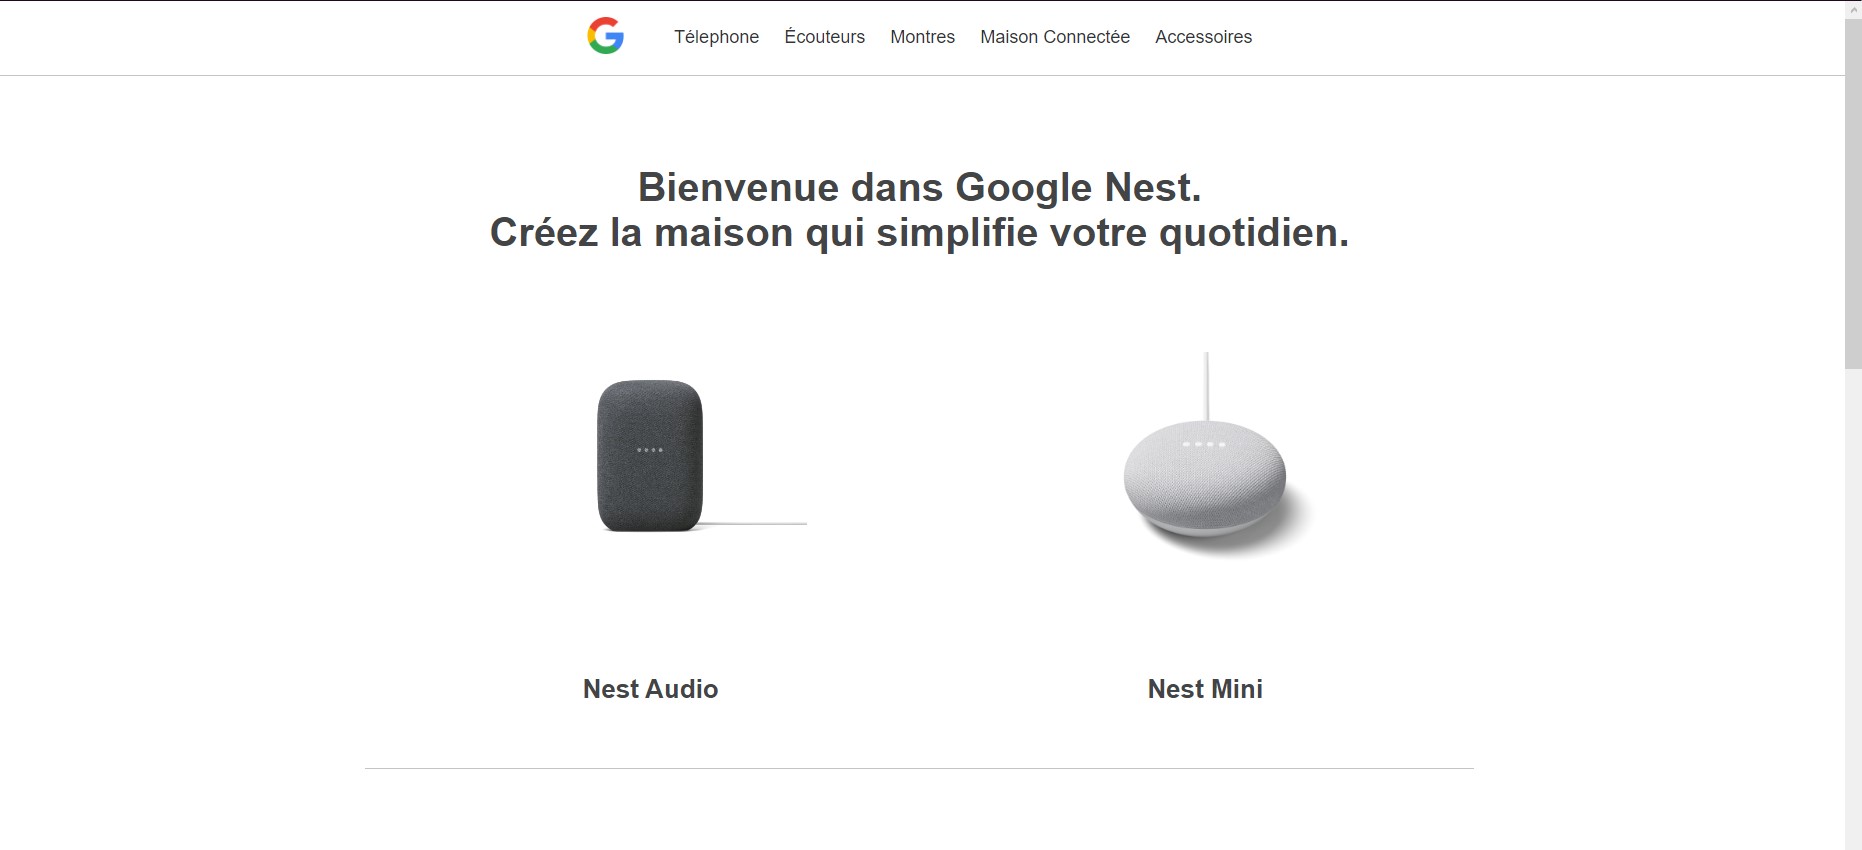 Télephone Écouteurs Montres Maison Connectée Accessoires
Bienvenue dans Google Nest.
Créez la maison qui simplifie votre quotidien.
Nest Audio
Nest Mini